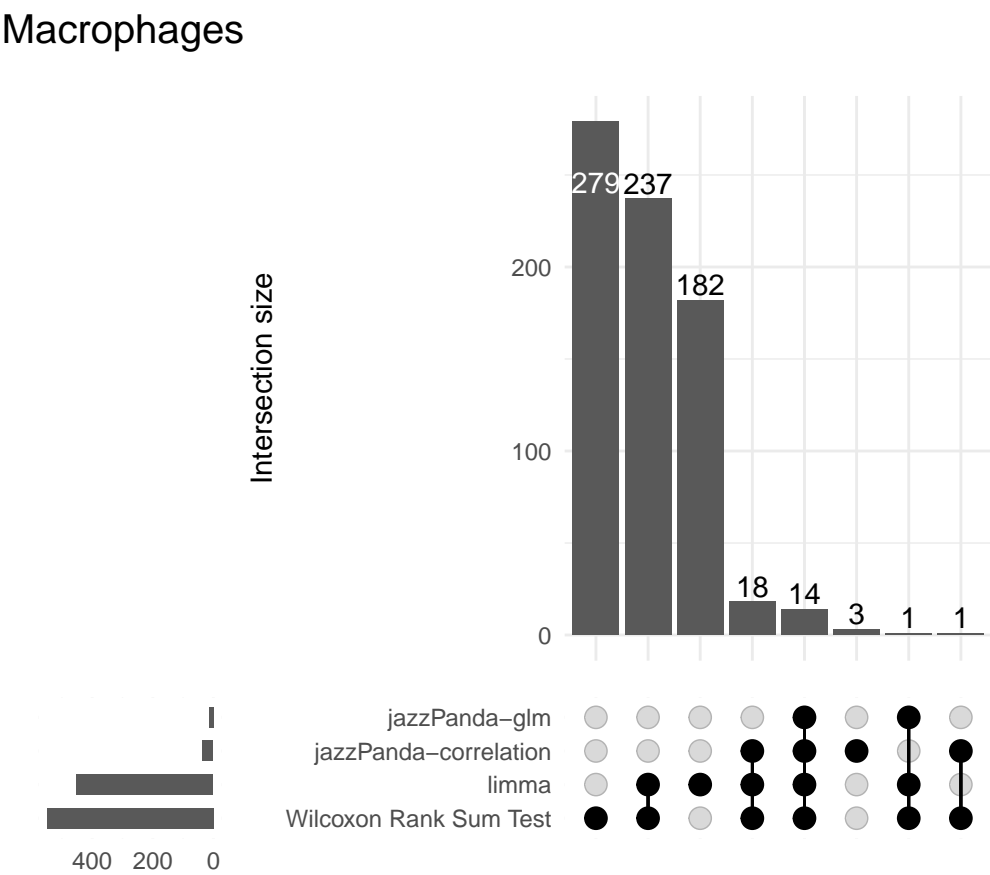 Macrophages
Intersection size
279
237
182
18
14
3
1
1
200
100
0
jazzPanda−glm
jazzPanda−correlation
limma
Wilcoxon Rank Sum Test
400 200 0